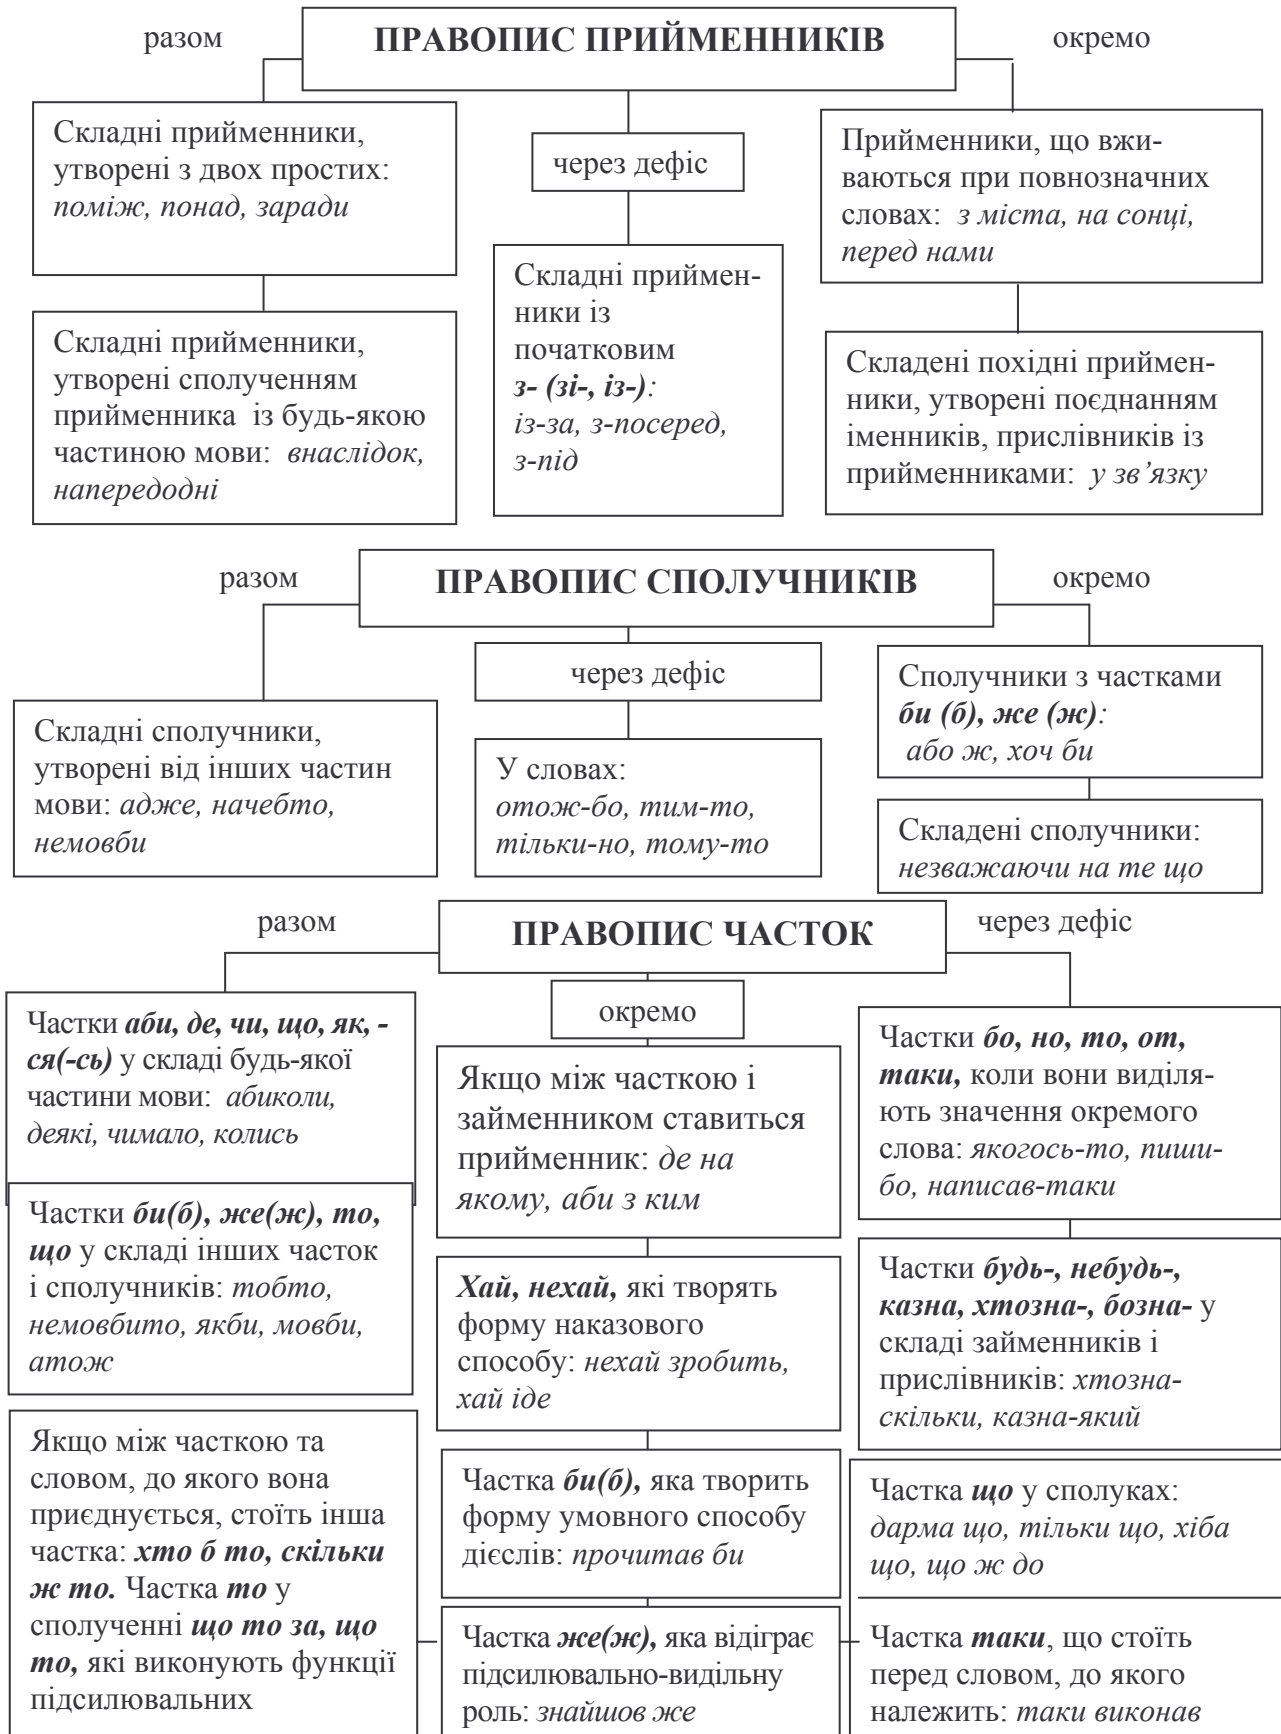 разом
ПРАВОПИС ПРИЙМЕННИКІВ
окремо
Складні прийменники,
утворені з двох простих:
поміж, понад, заради
через дефіс
Прийменники, що вжи-
ваються при повнозначних
словах: з міста, на сонці,
перед нами
Складні прийменники,
утворені сполученням
прийменника із будь-якою
частиною мови: внаслідок,
напередодні
Складні приймен-
ники із
початковим
з- (зі-, із-):
із-за, з-посеред,
з-під
Складені похідні приймен-
ники, утворені поєднанням
іменників, прислівників із
прийменниками: у зв’язку
разом
ПРАВОПИС СПОЛУЧНИКІВ
окремо
Складні сполучники,
утворені від інших частин
мови: адже, начебто,
немовби
через дефіс
У словах:
отож-бо, тим-то,
тільки-но, тому-то
Сполучники з частками
би (б), же (ж):
або ж, хоч би
Складені сполучники:
незважаючи на те що
разом
ПРАВОПИС ЧАСТОК
через дефіс
Частки аби, де, чи, що, як, -
ся(-сь) у складі будь-якої
частини мови: абиколи,
деякі, чимало, колись
Частки би(б), же(ж), то,
що у складі інших часток
і сполучників: тобто,
немовбито, якби, мовби,
атож
Якщо між часткою та
словом, до якого вона
приєднується, стоїть інша
частка: хто б то, скільки
ж то. Частка то у
сполученні що то за, що
то, які виконують функції
підсилювальних
окремо
Якщо між часткою і
займенником ставиться
прийменник: де на
якому, аби з ким
Хай, нехай, які творять
форму наказового
способу: нехай зробить,
хай іде
Частка би(б), яка творить
форму умовного способу
дієслів: прочитав би
Частка же(ж), яка відіграє
підсилювально-видільну
роль: знайшов же
Частки бо, но, то, от,
таки, коли вони виділя-
ють значення окремого
слова: якогось-то, пиши-
бо, написав-таки
Частки будь-, небудь-,
казна, хтозна-, бозна- у
складі займенників і
прислівників: хтозна-
скільки, казна-який
Частка що у сполуках:
дарма що, тільки що, хіба
що, що ж до
Частка таки, що стоїть
перед словом, до якого
належить: таки виконав